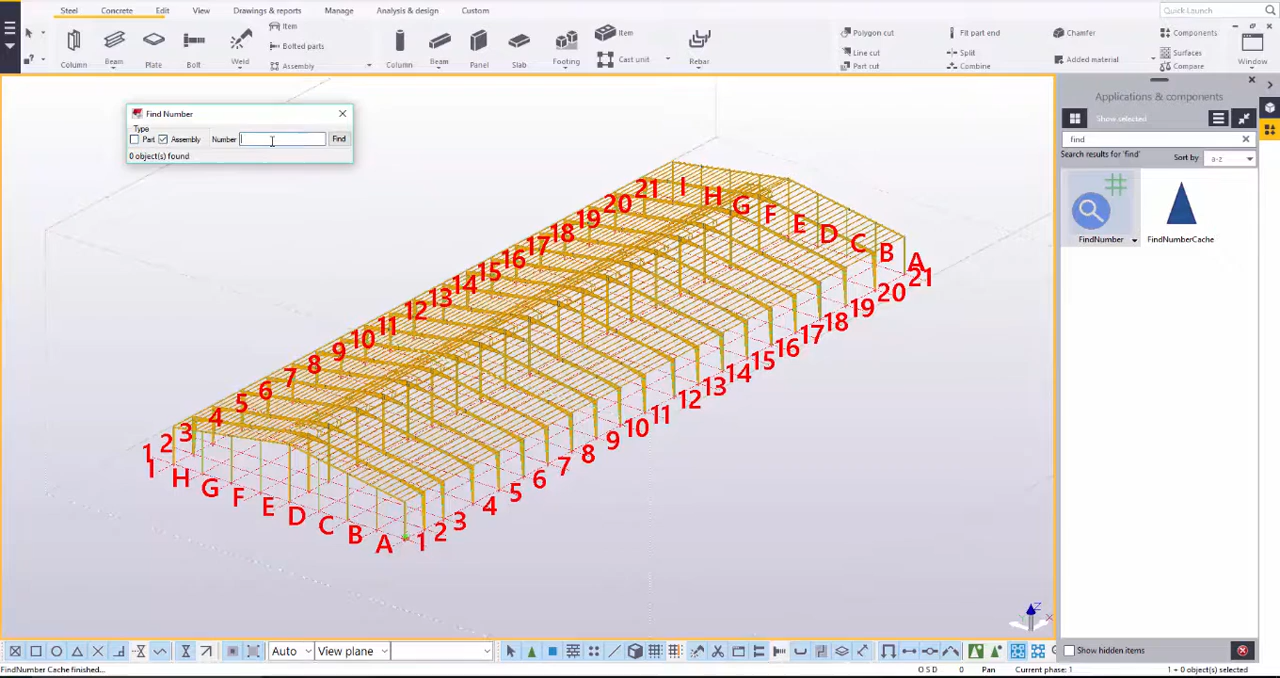 Steel Concrete Edit View Drawings & reports Manage Analysis & design Custom
Quick Launch
Item
Bolted parts
Assembly
Column Beam Plate Bolt Weld
Item
Cast unit
Column Beam Panel Slab Footing Rebar
Polygon cut Fit part end Chamfer
Line cut Split Added material
Part cut Combine
Components
Surfaces
Compare
Window
Find Number
Type
Part Assembly Number Find
0 object(s) found
Applications & components
Show selected
find
Search results for 'find' Sort by a-z
FindNumber FindNumberCache
21 I H G F E D C B A
20
19
18
17
16
15
14
13
12
11
10
9
8
7
6
5
4
3
2
1
I H G F E D C B A
1 2 3 4 5 6 7 8 9 10 11 12 13 14 15 16 17 18 19 20 21
Z
Auto View plane
Show hidden items
FindNumber Cache finished... O S D 0 Pan Current phase: 1 1 + 0 object(s) selected